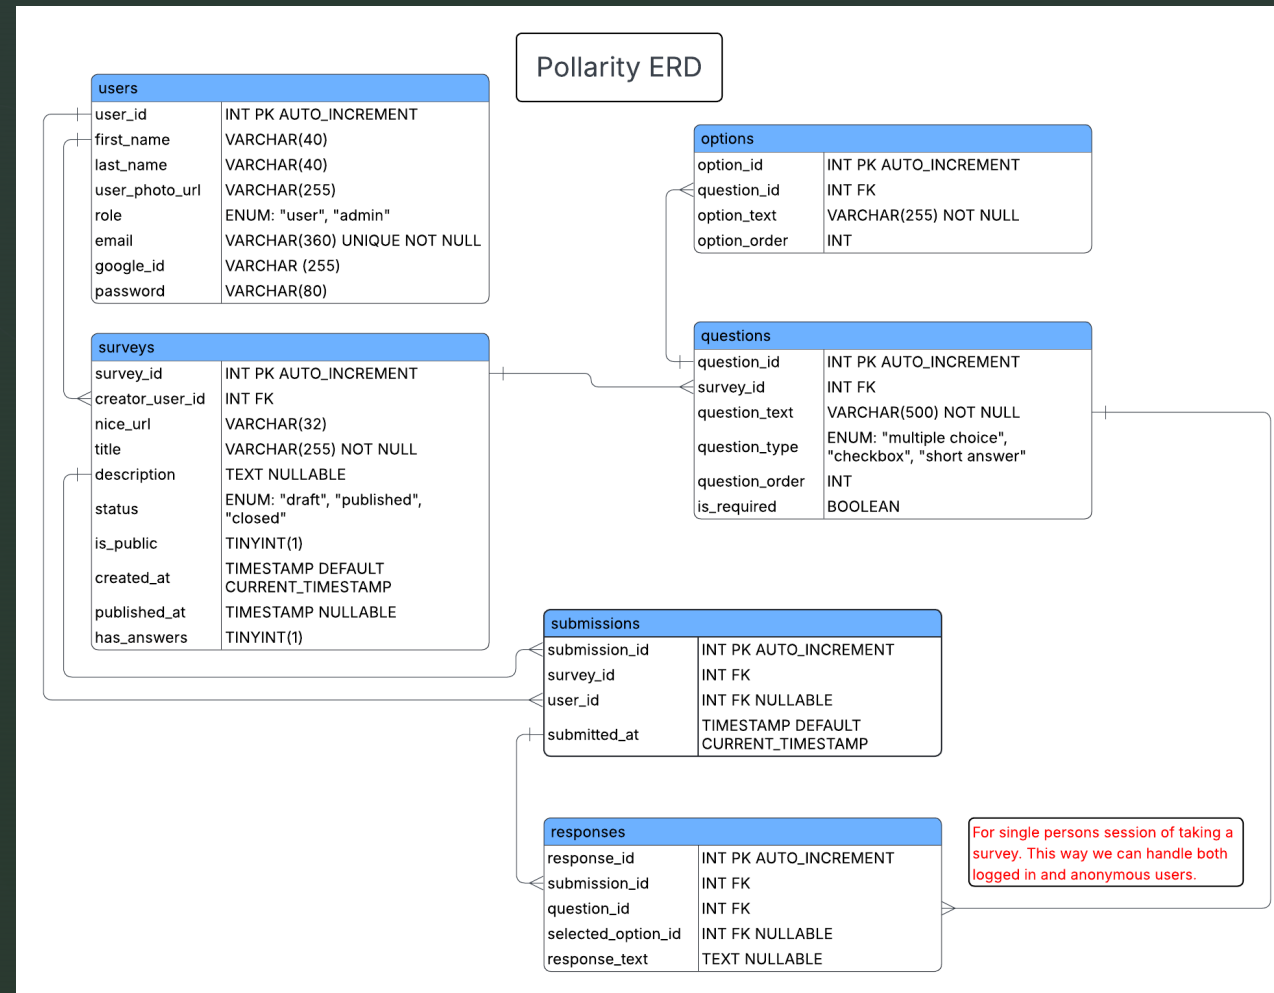 Pollarity ERD
users
user_id INT PK AUTO_INCREMENT
first_name VARCHAR(40)
last_name VARCHAR(40)
user_photo_url VARCHAR(255)
role ENUM: "user", "admin"
email VARCHAR(360) UNIQUE NOT NULL
google_id VARCHAR (255)
password VARCHAR(80)
surveys
survey_id INT PK AUTO_INCREMENT
creator_user_id INT FK
nice_url VARCHAR(32)
title VARCHAR(255) NOT NULL
description TEXT NULLABLE
status ENUM: "draft", "published",
"closed"
is_public TINYINT(1)
created_at TIMESTAMP DEFAULT
CURRENT_TIMESTAMP
published_at TIMESTAMP NULLABLE
has_answers TINYINT(1)
options
option_id INT PK AUTO_INCREMENT
question_id INT FK
option_text VARCHAR(255) NOT NULL
option_order INT
questions
question_id INT PK AUTO_INCREMENT
survey_id INT FK
question_text VARCHAR(500) NOT NULL
question_type ENUM: "multiple choice",
"checkbox", "short answer"
question_order INT
is_required BOOLEAN
submissions
submission_id INT PK AUTO_INCREMENT
survey_id INT FK
user_id INT FK NULLABLE
submitted_at TIMESTAMP DEFAULT
CURRENT_TIMESTAMP
responses
response_id INT PK AUTO_INCREMENT
submission_id INT FK
question_id INT FK
selected_option_id INT FK NULLABLE
response_text TEXT NULLABLE
For single persons session of taking a
survey. This way we can handle both
logged in and anonymous users.